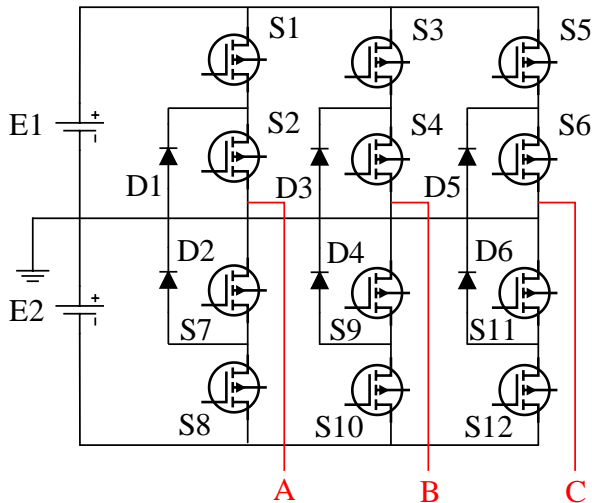 S1 S3 S5
E1 S2 S4 S6
D1 D3 D5
D2 D4 D6
E2 S7 S9 S11
S8 S10 S12
A B C